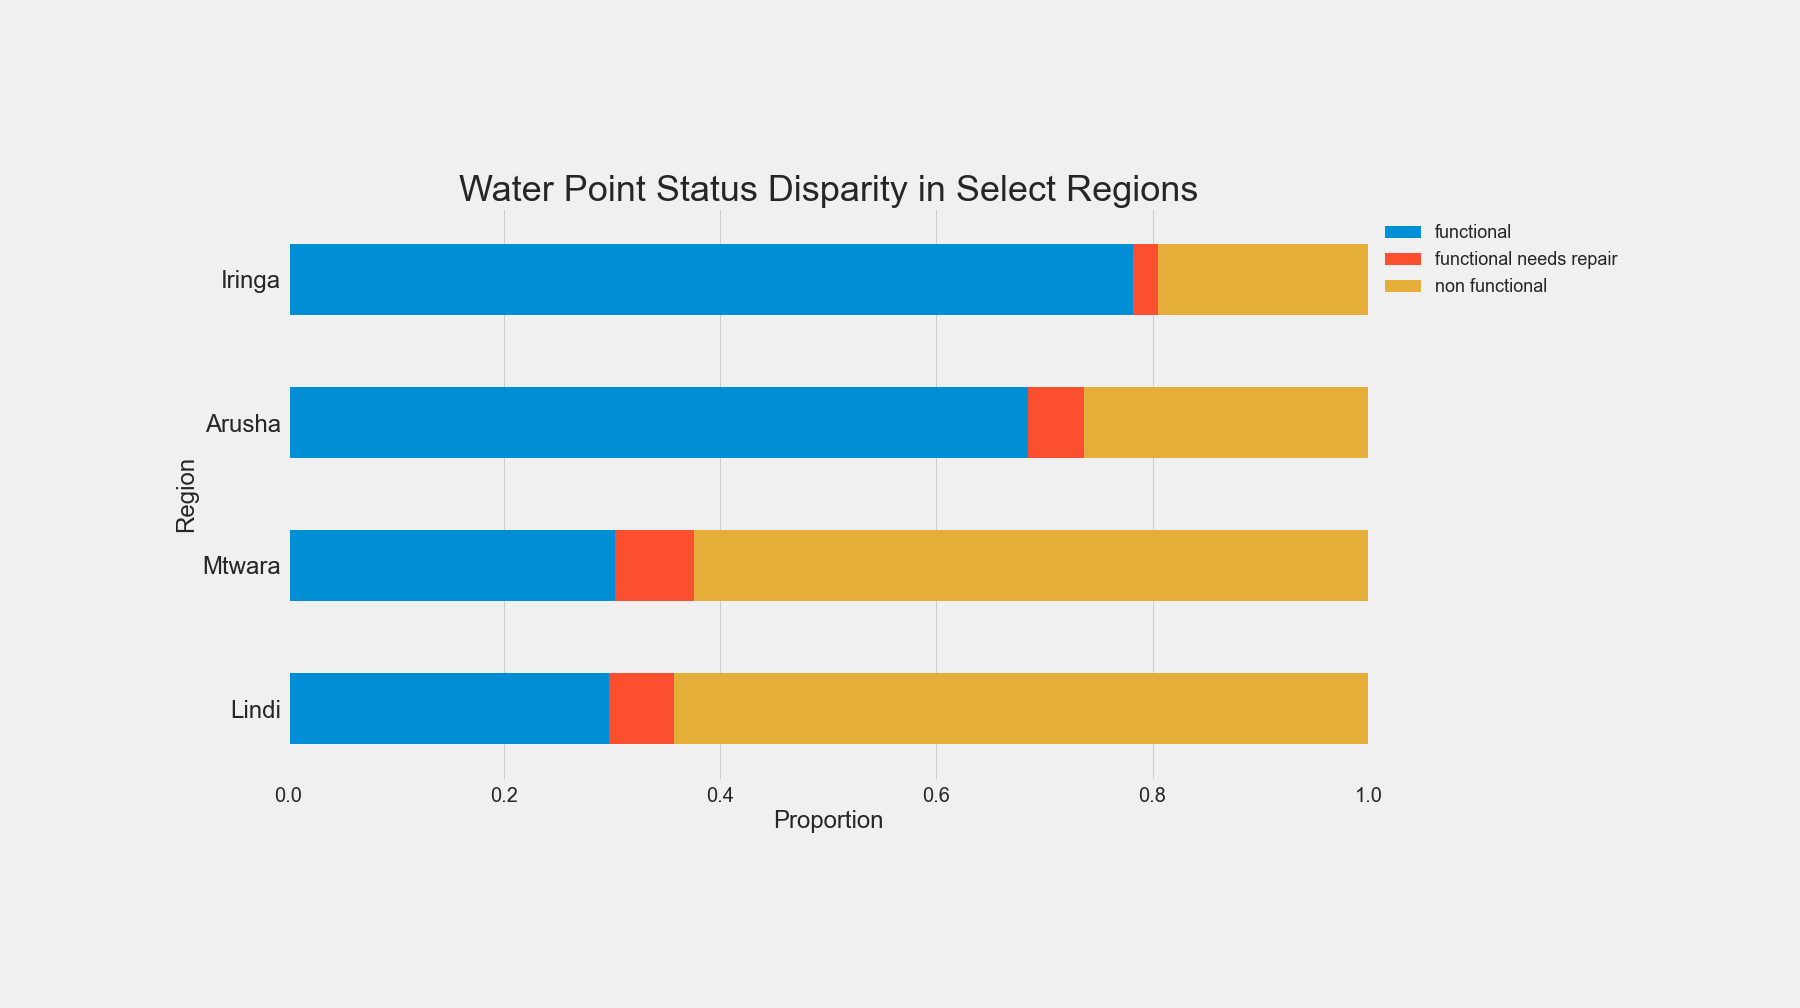 Water Point Status Disparity in Select Regions
functional
functional needs repair
non functional
Region
Iringa
Arusha
Mtwara
Lindi
0.0 0.2 0.4 0.6 0.8 1.0
Proportion